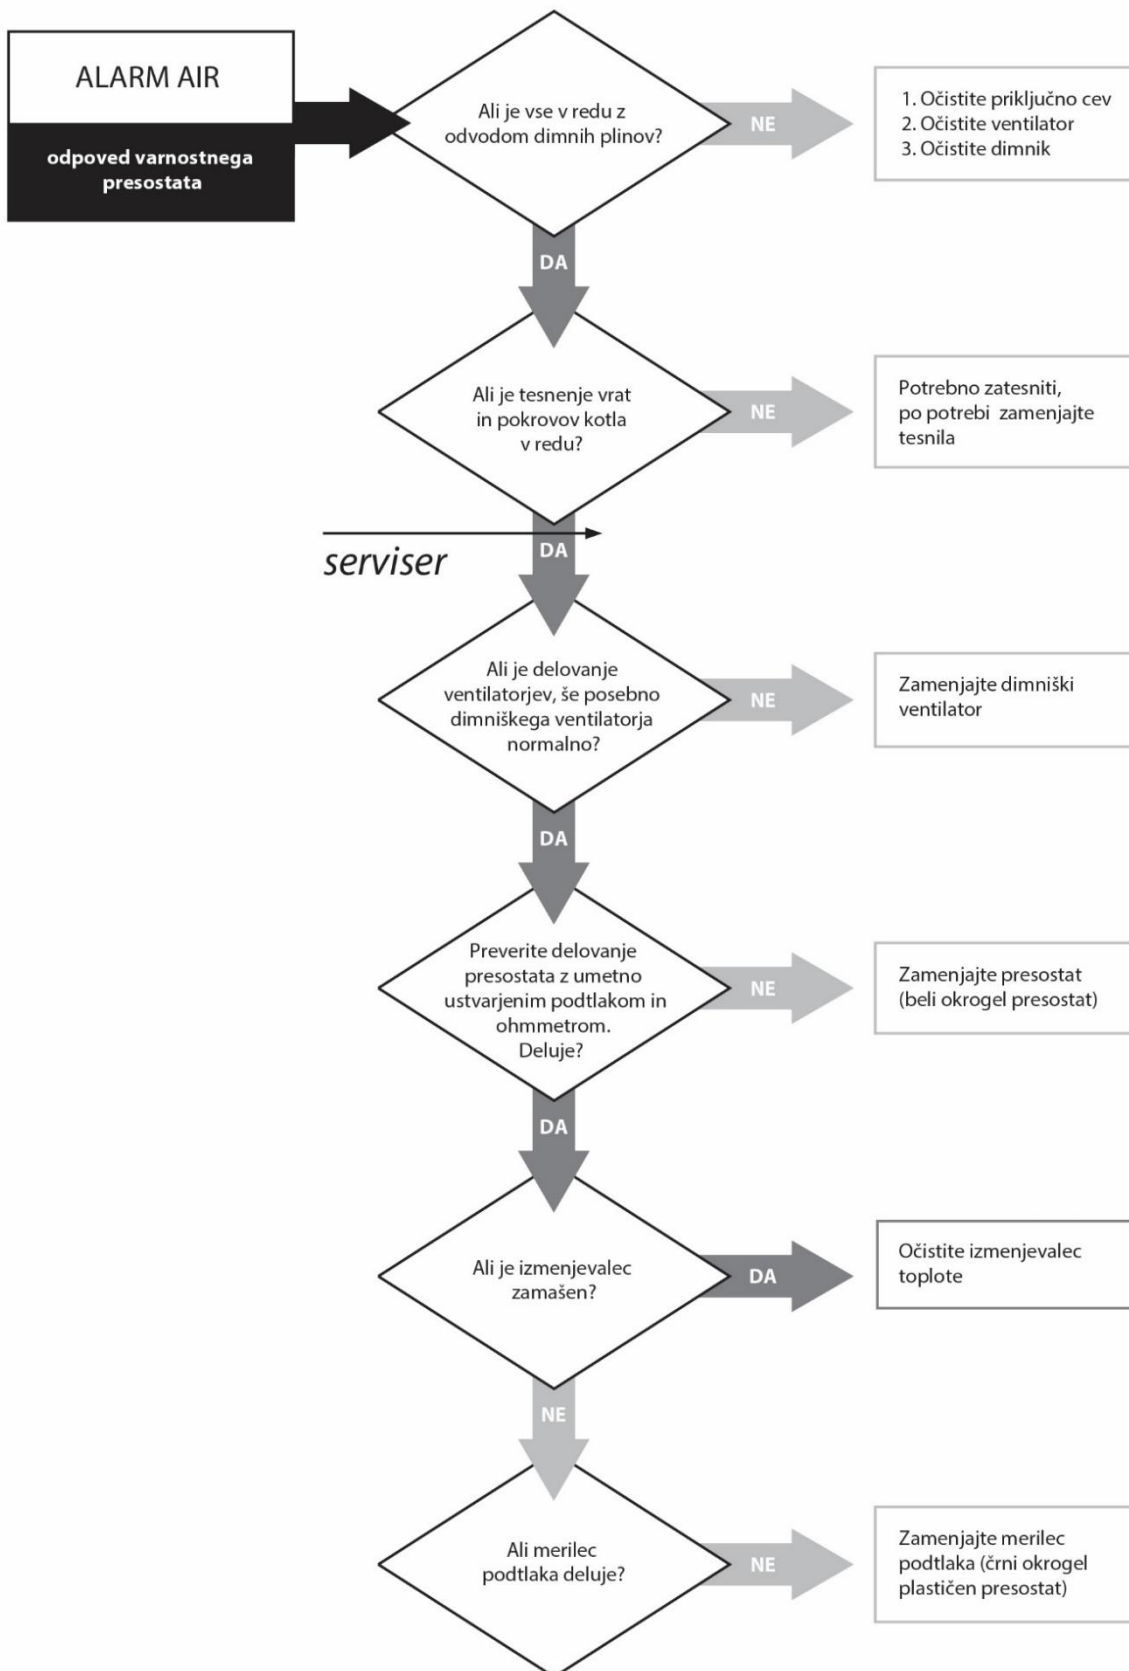 ALARM AIR
odpoved varnostnega
presostata
Ali je vse v redu z
odvodom dimnih plinov?
NE
1. Očistite priključno cev
2. Očistite ventilator
3. Očistite dimnik
DA
Ali je tesnenje vrat
in pokrovov kotla
v redu?
NE
Potrebno zatesniti,
po potrebi zamenjajte
tesnila
serviser
DA
Ali je delovanje
ventilatorjev, še posebno
dimniškega ventilatorja
normalno?
NE
Zamenjajte dimniški
ventilator
DA
Preverite delovanje
presostata z umetno
ustvarjenim podtlakom in
ohmmetrom.
Deluje?
NE
Zamenjajte presostat
(beli okrogel presostat)
DA
Ali je izmenjevalec
zamašen?
DA
Očistite izmenjevalec
toplote
NE
Ali merilec
podtlaka deluje?
NE
Zamenjajte merilec
podtlaka (črni okrogel
plastičen presostat)